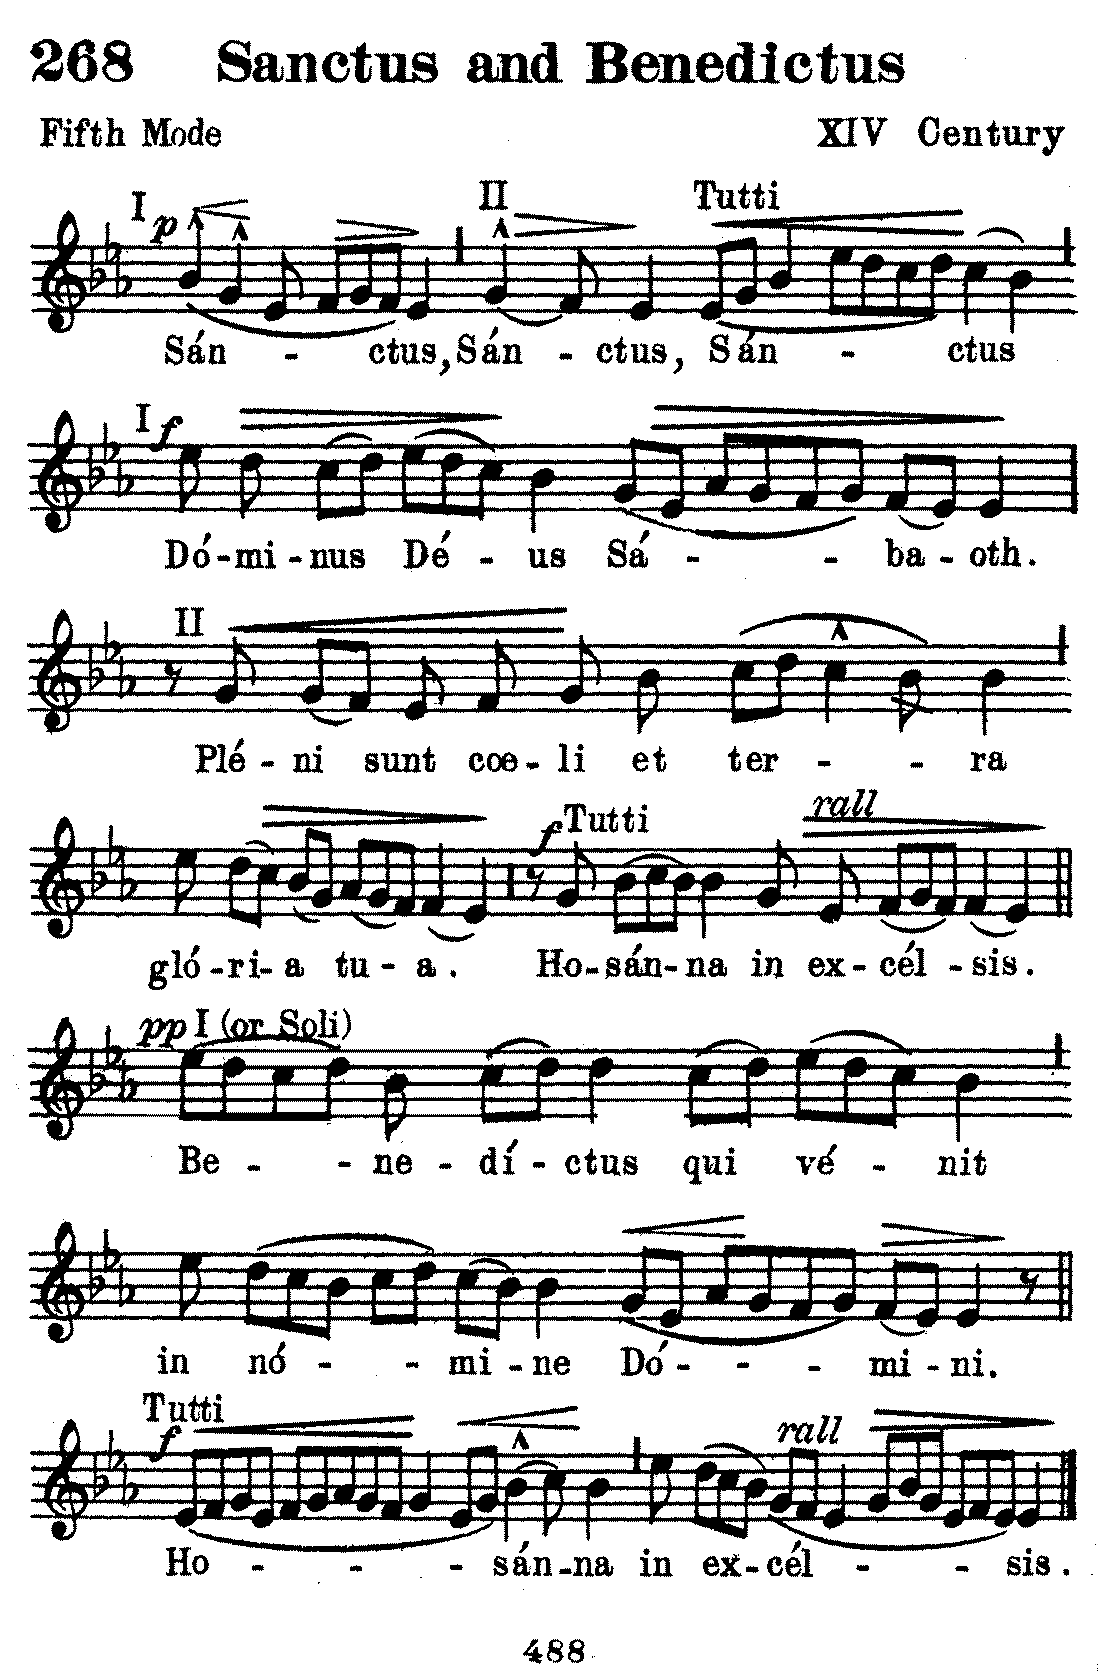 268 Sanctus and Benedictus
Fifth Mode XIV Century
I p II Tutti
Sán - ctus, Sán - ctus, Sán - ctus
I f
Dó-mi-nus Dé - us Sá - - ba-oth.
II
Plé - ni sunt cœ - li et ter - - ra
f Tutti rall
gló-ri-a tu-a. Ho-sán-na in ex-cél-sis.
pp I (or Soli)
Be - - ne - dí - ctus qui vé - nit
in nó - - mi - ne Dó - - - mi - ni.
Tutti
f rall
Ho - - - sán-na in ex-cél - - sis.
488